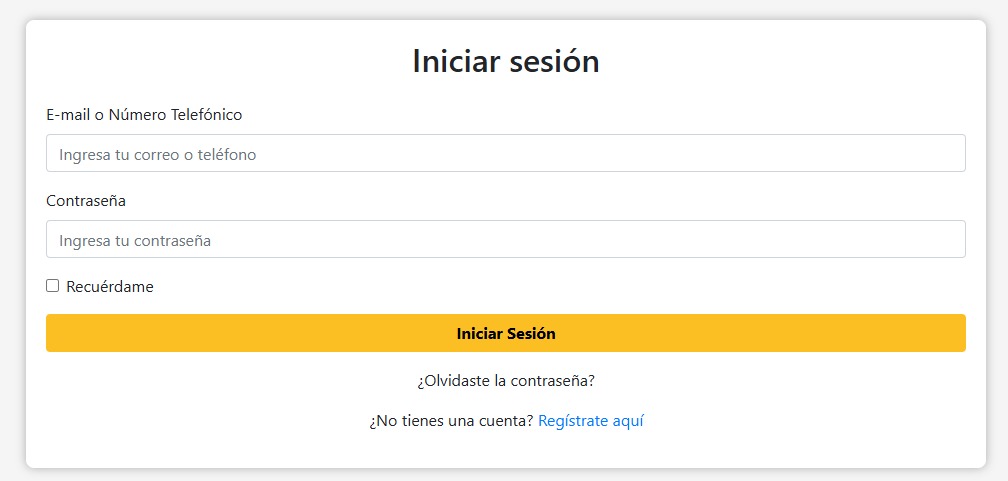 Iniciar sesión
E-mail o Número Telefónico
Ingresa tu correo o teléfono
Contraseña
Ingresa tu contraseña
Recuérdame
Iniciar Sesión
¿Olvidaste la contraseña?
¿No tienes una cuenta? Regístrate aquí